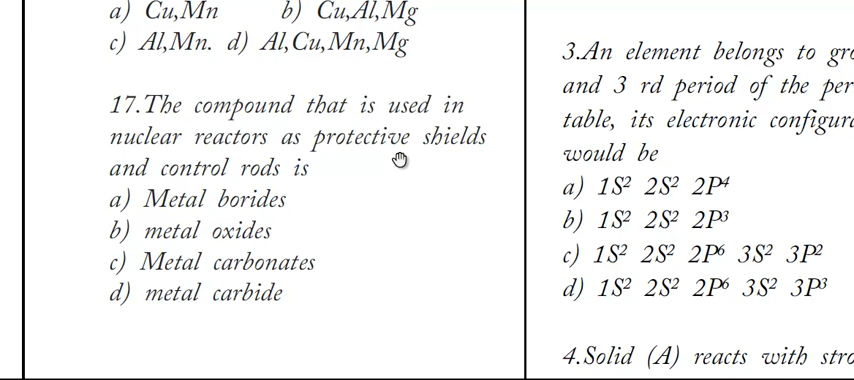 a) Cu,Mn b) Cu,Al,Mg
c) Al,Mn. d) Al,Cu,Mn,Mg
17.The compound that is used in
nuclear reactors as protective shields
and control rods is
a) Metal borides
b) metal oxides
c) Metal carbonates
d) metal carbide
3.An element belongs to
and 3 rd period of the
table, its electronic
would be
a) 1S² 2S² 2P⁴
b) 1S² 2S² 2P³
c) 1S² 2S² 2P⁶ 3S² 3P²
d) 1S² 2S² 2P⁶ 3S² 3P³
4.Solid (A) reacts with